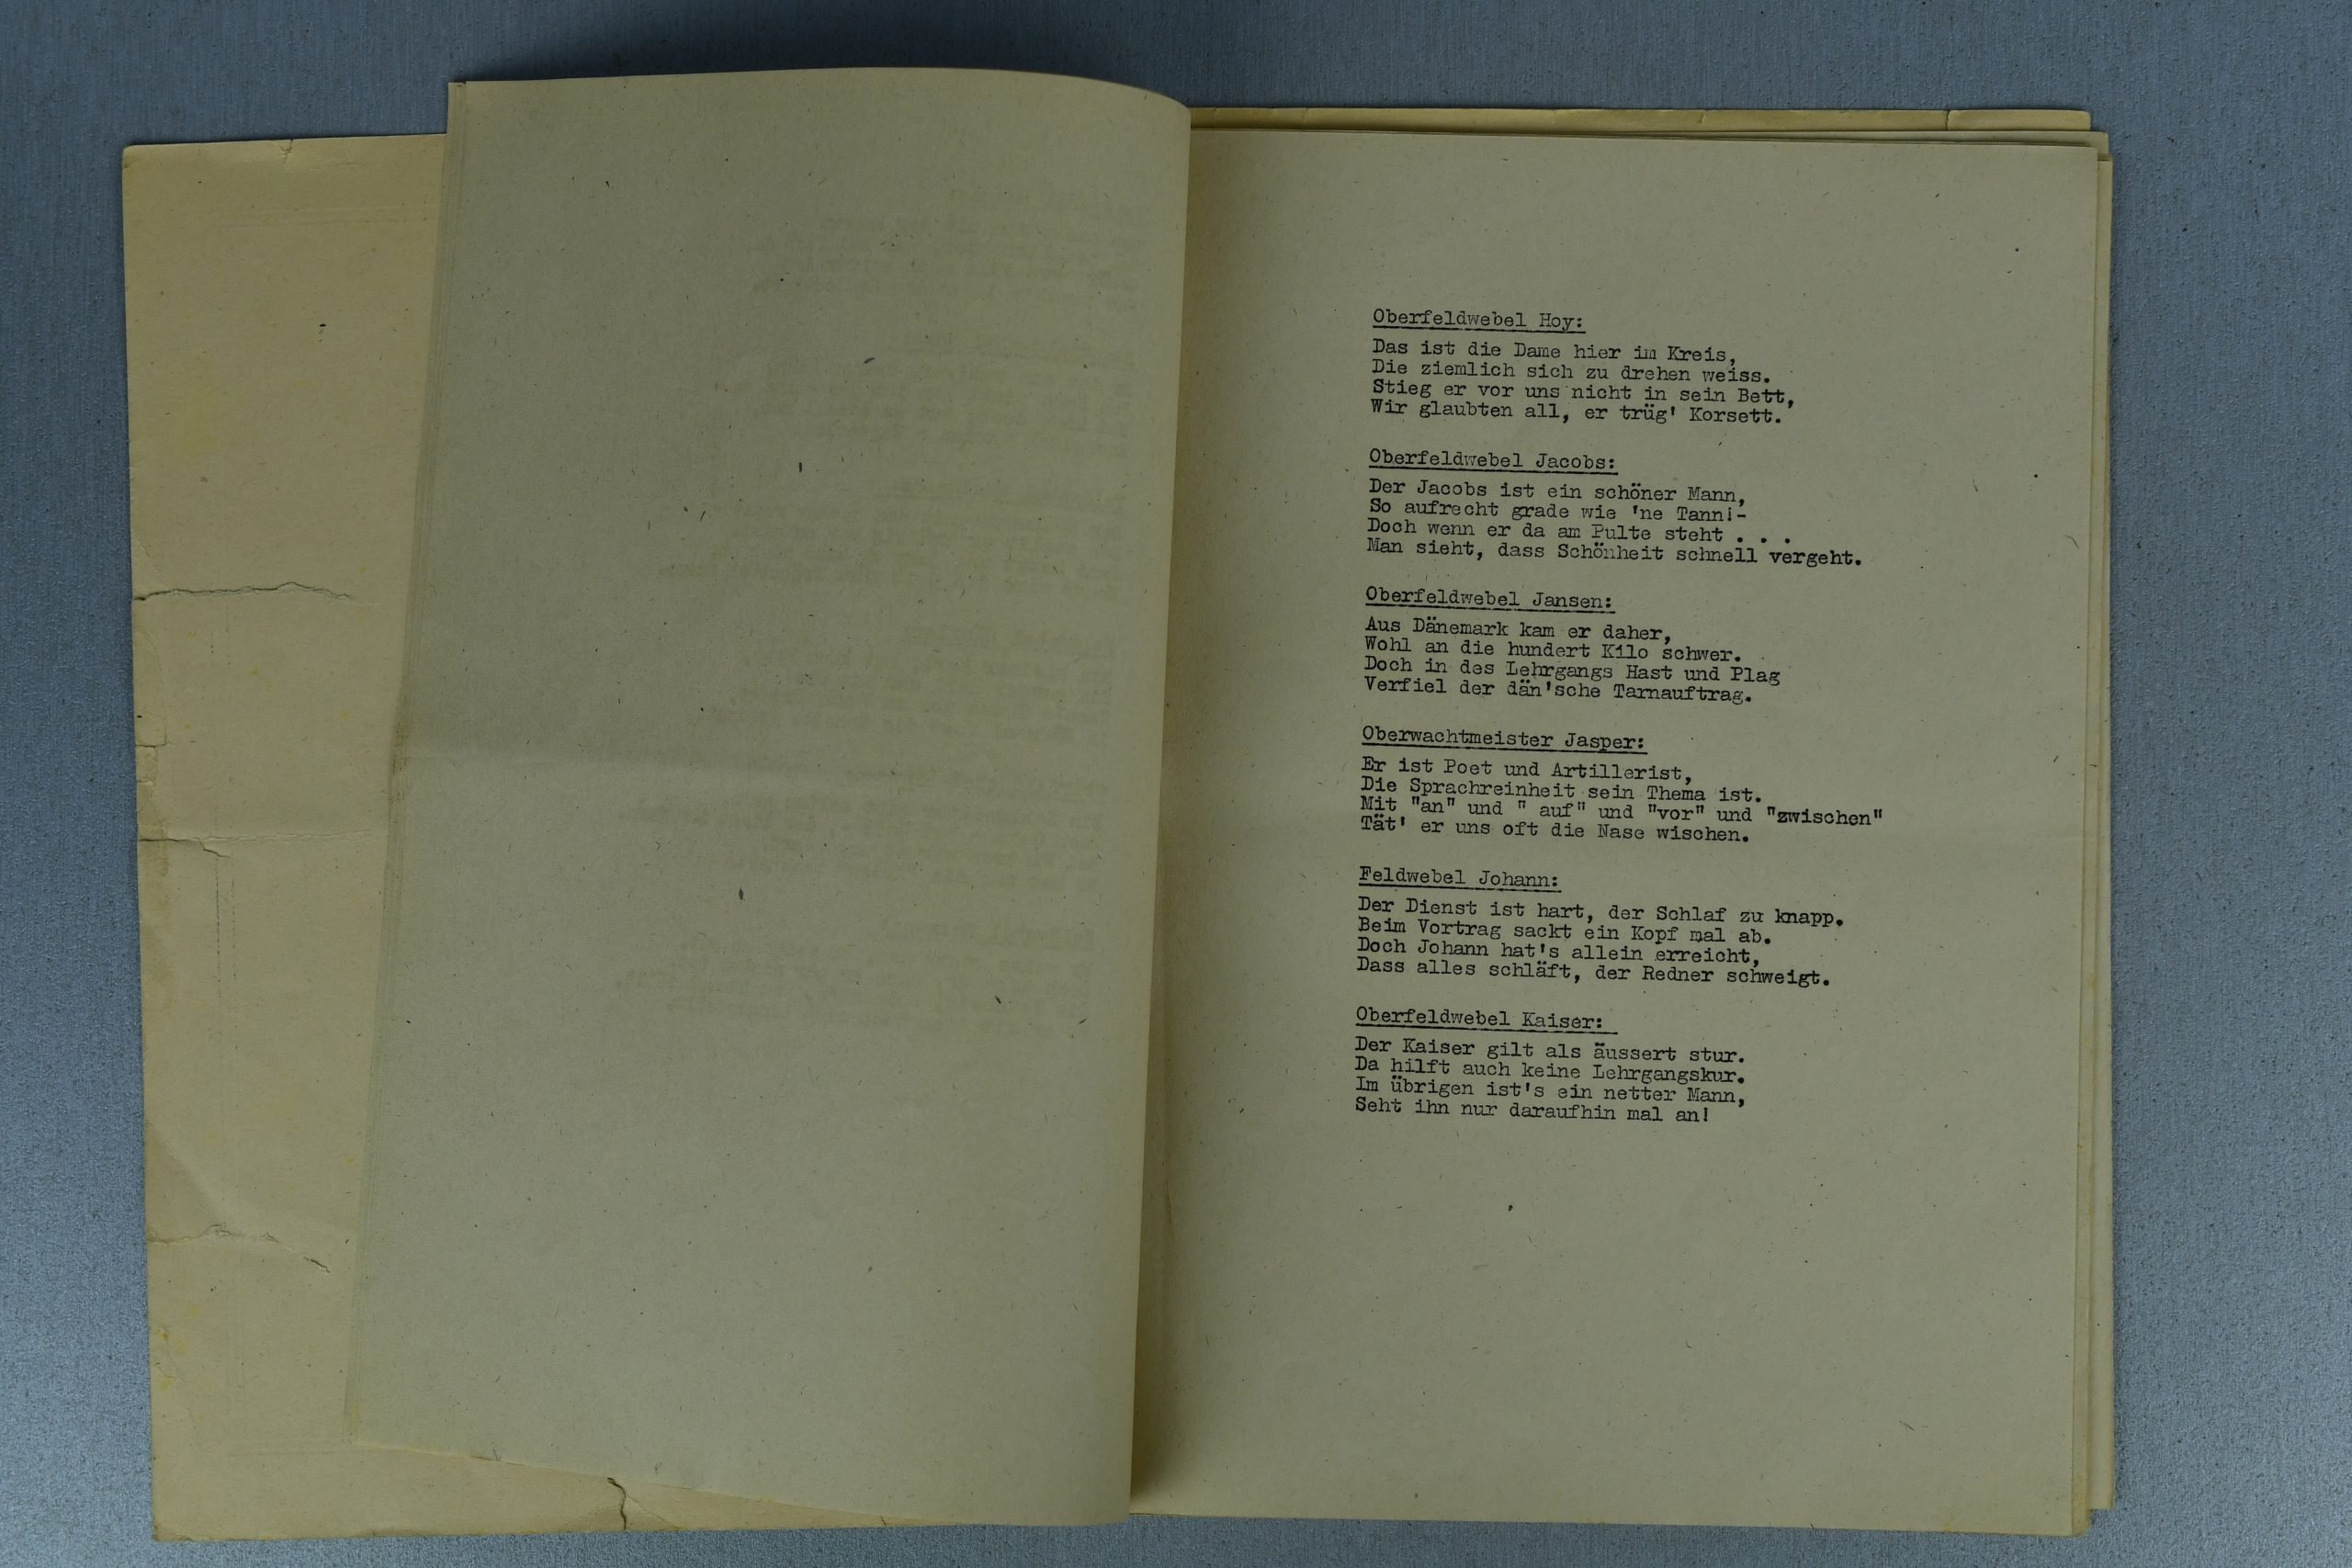 Oberfeldwebel Hoy:
Das ist die Dame hier im Kreis,
Die ziemlich sich zu drehen weiss.
Stieg er vor uns nicht in sein Bett,
Wir glaubten all, er trüg' Korsett.
Oberfeldwebel Jacobs:
Der Jacobs ist ein schöner Mann,
So aufrecht grade wie 'ne Tann!-
Doch wenn er da am Pulte steht . . .
Man sieht, dass Schönheit schnell vergeht.
Oberfeldwebel Jansen:
Aus Dänemark kam er daher,
Wohl an die hundert Kilo schwer.
Doch in des Lehrgangs Hast und Plag
Verfiel der dän'sche Tarnauftrag.
Oberwachtmeister Jasper:
Er ist Poet und Artillerist,
Die Sprachreinheit sein Thema ist.
Mit "an" und " auf" und "vor" und "zwischen"
Tät' er uns oft die Nase wischen.
Feldwebel Johann:
Der Dienst ist hart, der Schlaf zu knapp.
Beim Vortrag sackt ein Kopf mal ab.
Doch Johann hat's allein erreicht,
Dass alles schläft, der Redner schweigt.
Oberfeldwebel Kaiser:
Der Kaiser gilt als äussert stur.
Da hilft auch keine Lehrgangskur.
Im übrigen ist's ein netter Mann,
Seht ihn nur daraufhin mal an!